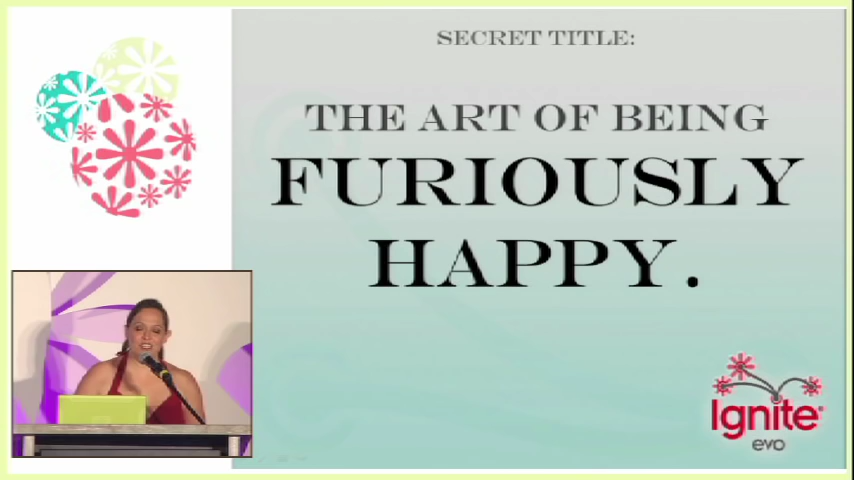 SECRET TITLE:
THE ART OF BEING
FURIOUSLY
HAPPY.
Ignite
evo